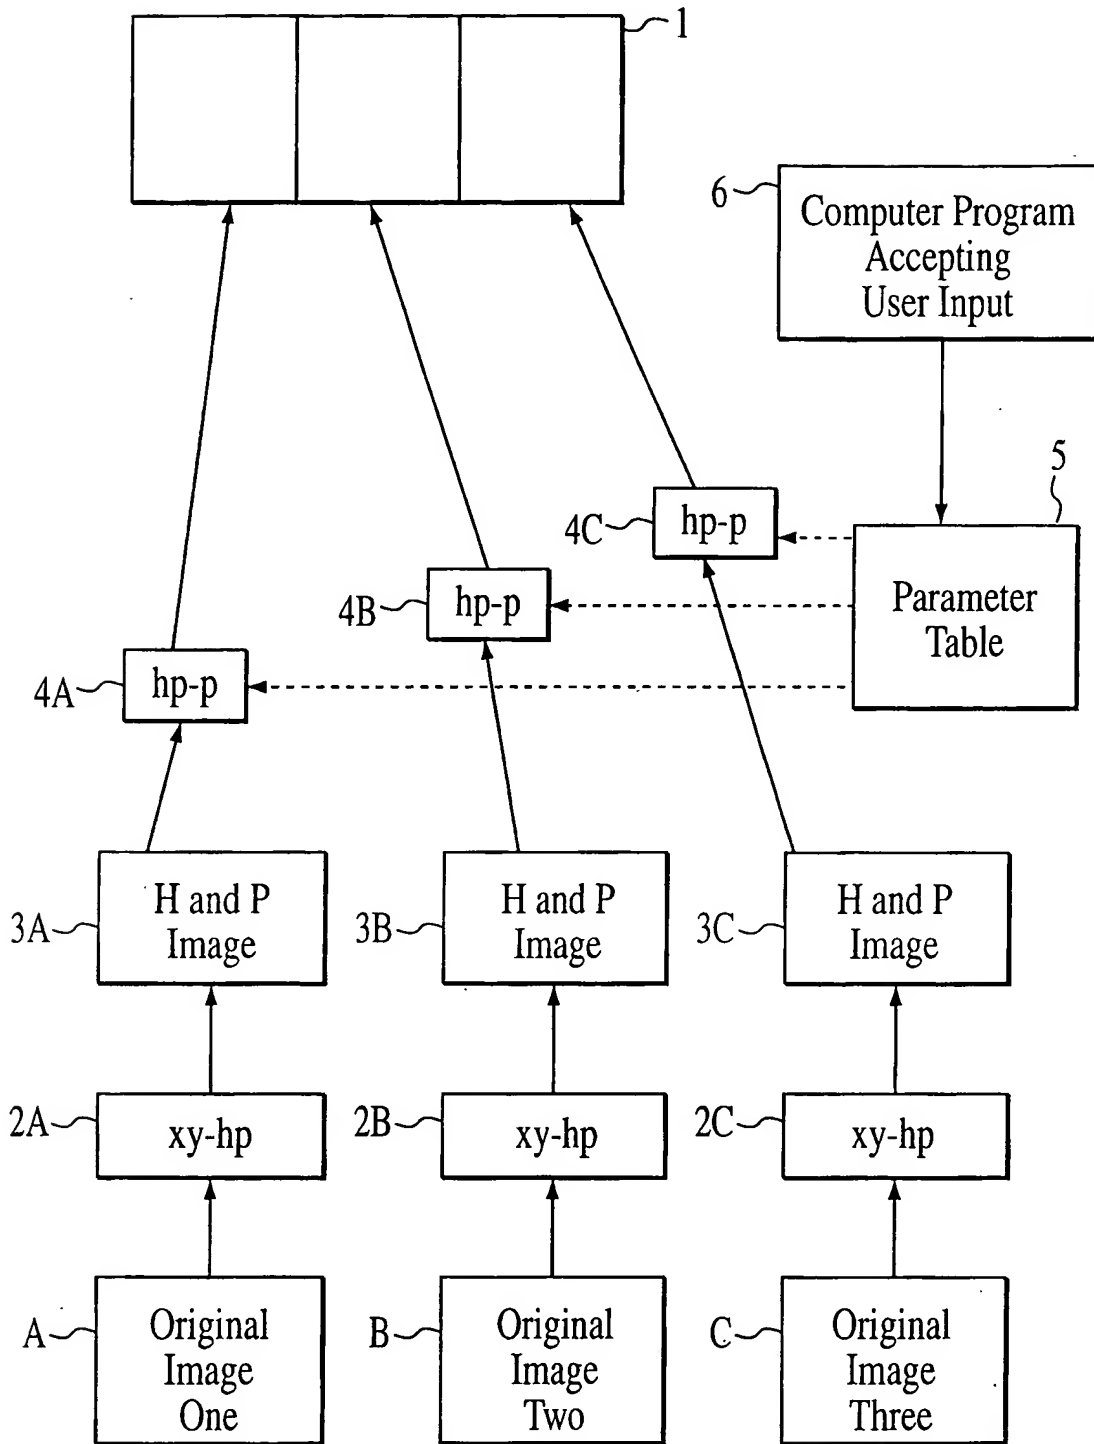 1
6
Computer Program
Accepting
User Input
5
4C
hp-p
4B
hp-p
Parameter
Table
4A
hp-p
3A
H and P
Image
3B
H and P
Image
3C
H and P
Image
2A
xy-hp
2B
xy-hp
2C
xy-hp
A
Original
Image
One
B
Original
Image
Two
C
Original
Image
Three